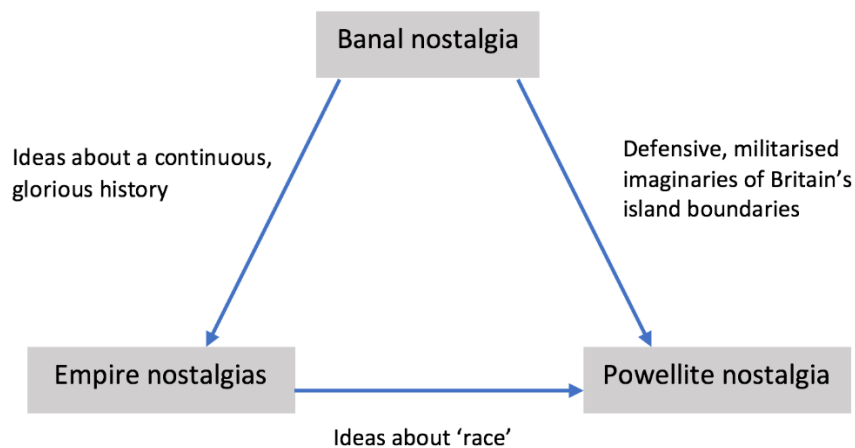 Banal nostalgia
Ideas about a continuous,
glorious history
Defensive, militarised
imaginaries of Britain’s
island boundaries
Empire nostalgias
Powellite nostalgia
Ideas about ‘race’